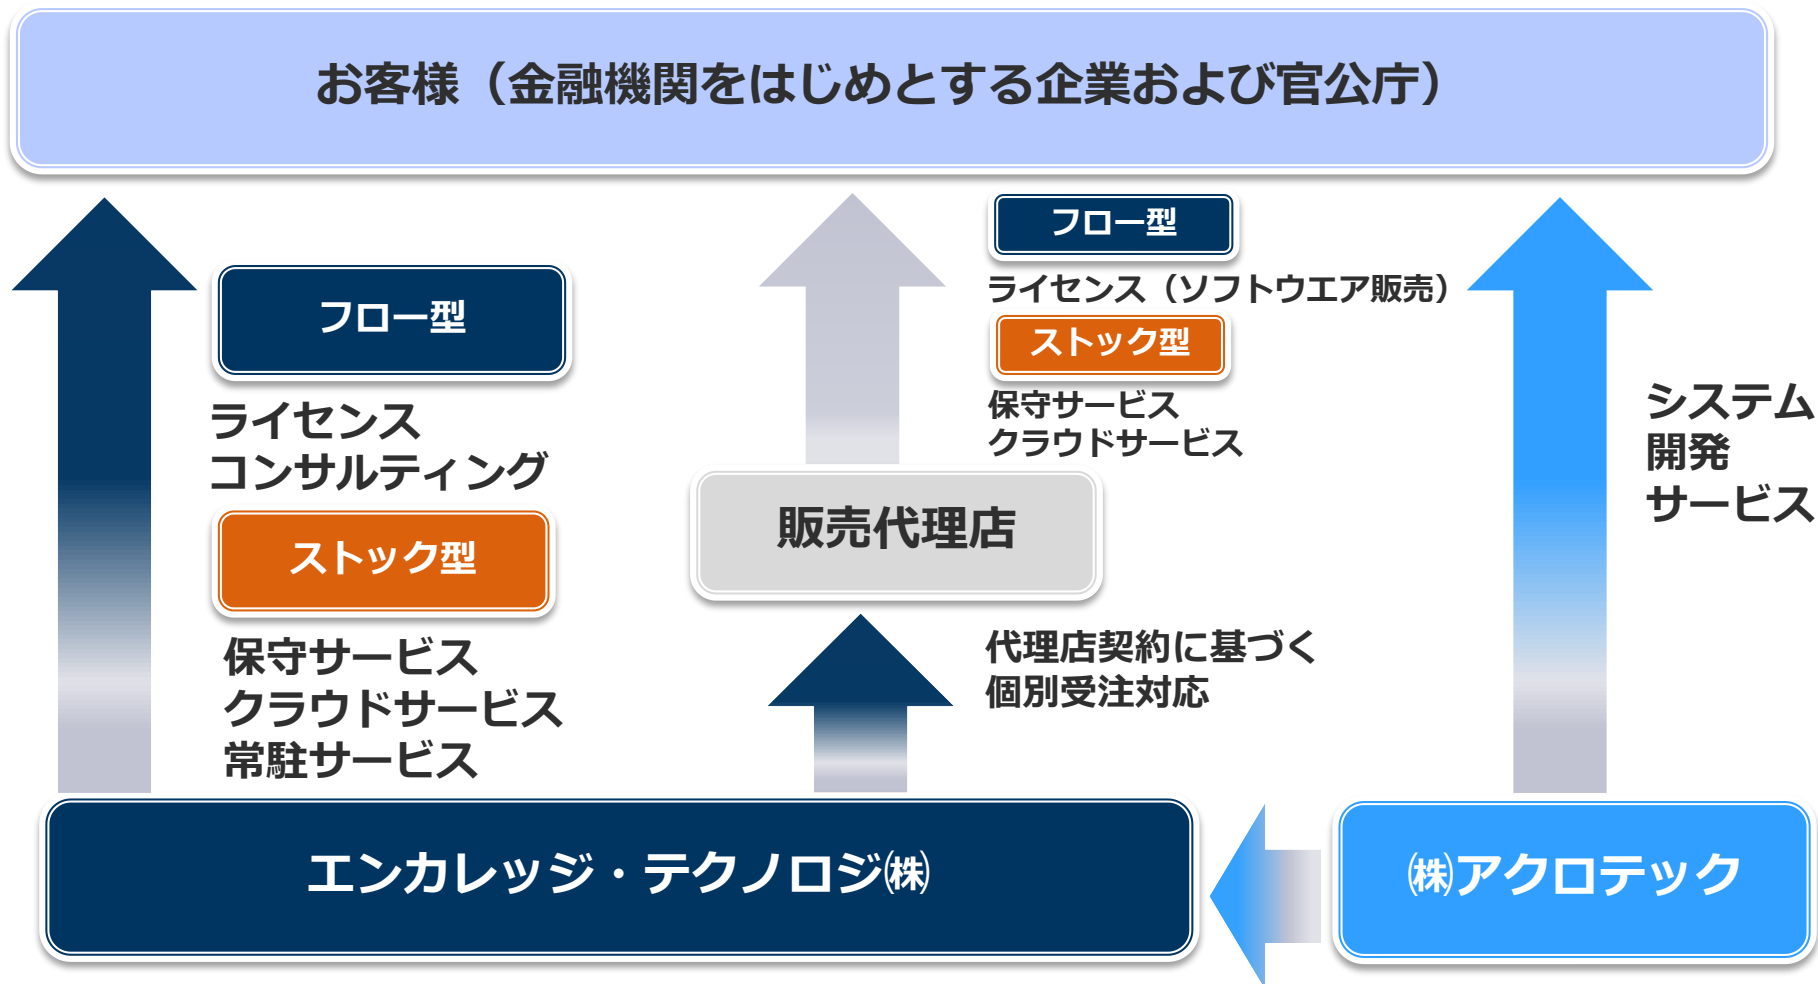 お客様（金融機関をはじめとする企業および官公庁）
フロー型
ライセンス
コンサルティング
ストック型
保守サービス
クラウドサービス
常駐サービス
フロー型
ライセンス（ソフトウエア販売）
ストック型
保守サービス
クラウドサービス
販売代理店
代理店契約に基づく
個別受注対応
システム
開発
サービス
エンカレッジ・テクノロジ㈱
㈱アクロテック